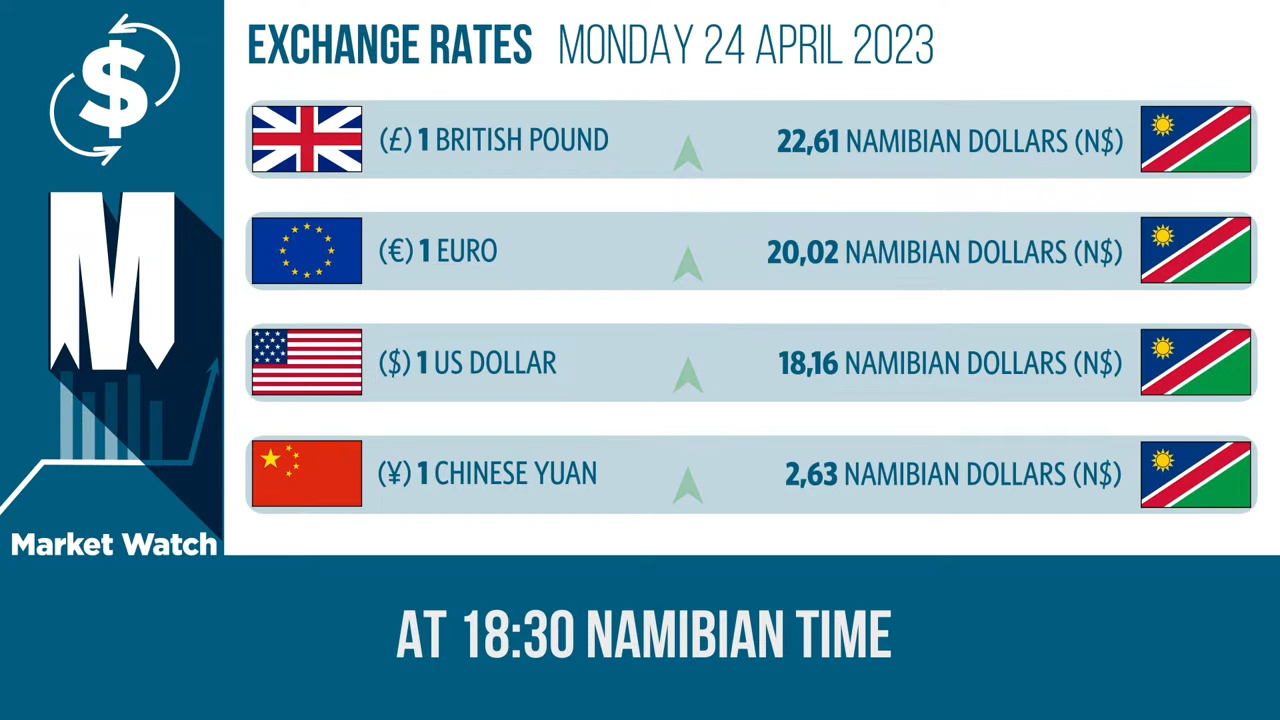 $
EXCHANGE RATES MONDAY 24 APRIL 2023
(£) 1 BRITISH POUND 22,61 NAMIBIAN DOLLARS (N$)
(€) 1 EURO 20,02 NAMIBIAN DOLLARS (N$)
($) 1 US DOLLAR 18,16 NAMIBIAN DOLLARS (N$)
(¥) 1 CHINESE YUAN 2,63 NAMIBIAN DOLLARS (N$)
M
Market Watch
AT 18:30 NAMIBIAN TIME